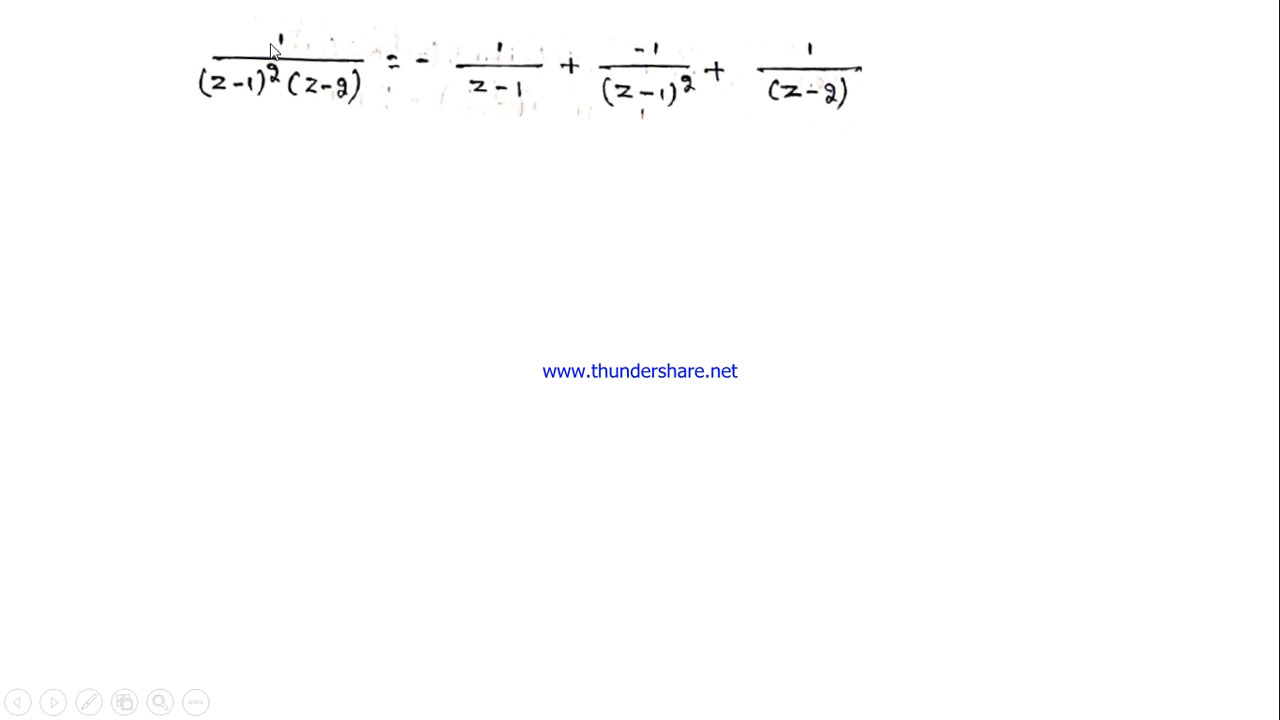 1/((z-1)^2 (z-2)) = - 1/(z-1) + -1/(z-1)^2 + 1/(z-2)
www.thundershare.net